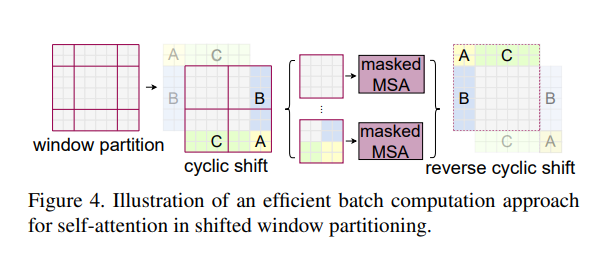 A C
B
window partition
B
C A
cyclic shift
masked
MSA
...
masked
MSA
A C
B
B
C A
reverse cyclic shift
Figure 4. Illustration of an efficient batch computation approach
for self-attention in shifted window partitioning.